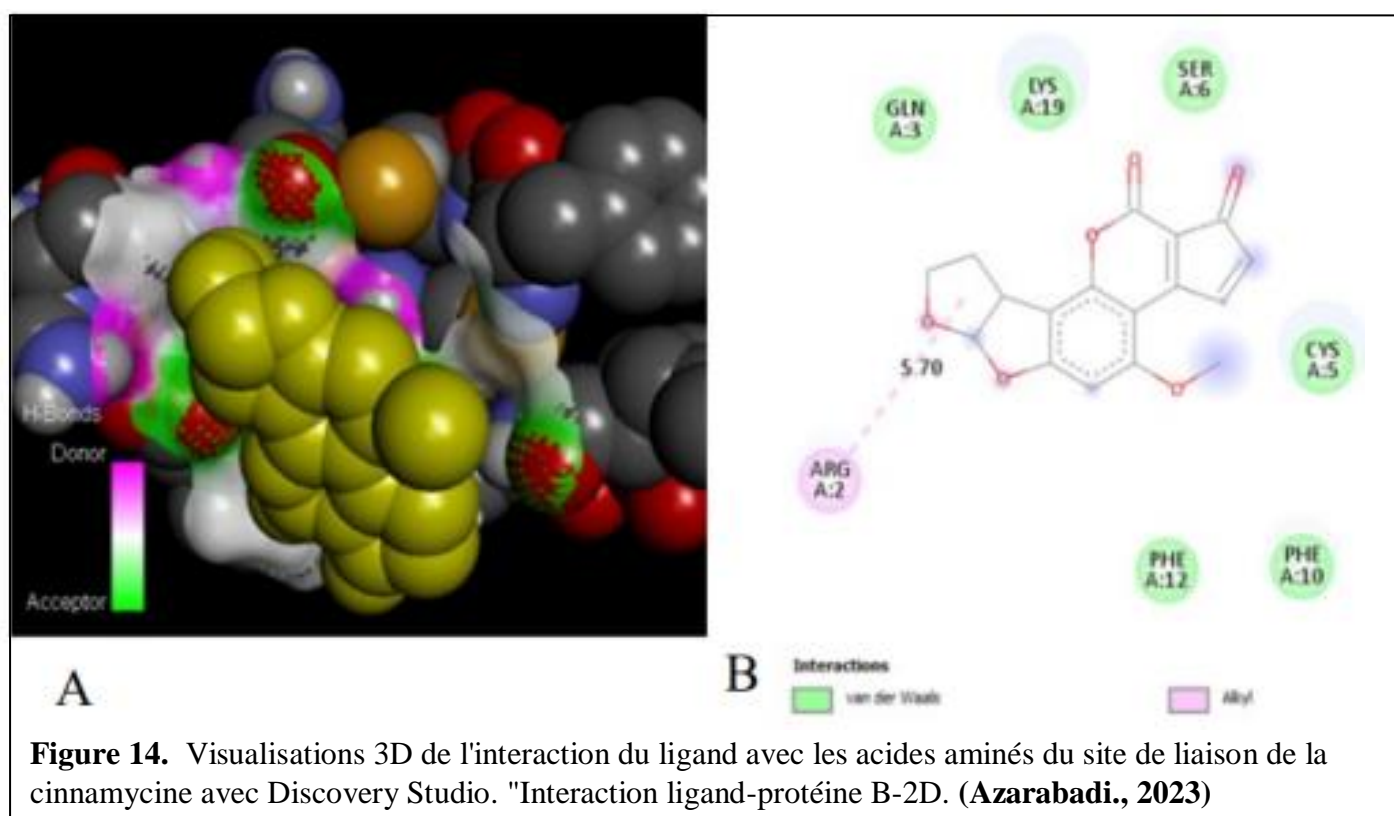 H-Bonds
Donor
Acceptor
A
GLN
A:3
LYS
A:19
SER
A:6
O
O
O
O
O
O
5.70
CYS
A:5
ARG
A:2
PHE
A:12
PHE
A:10
B
Interactions
van der Waals
Alkyl
Figure 14. Visualisations 3D de l'interaction du ligand avec les acides aminés du site de liaison de la
cinnamycine avec Discovery Studio. "Interaction ligand-protéine B-2D. (Azarabadi., 2023)